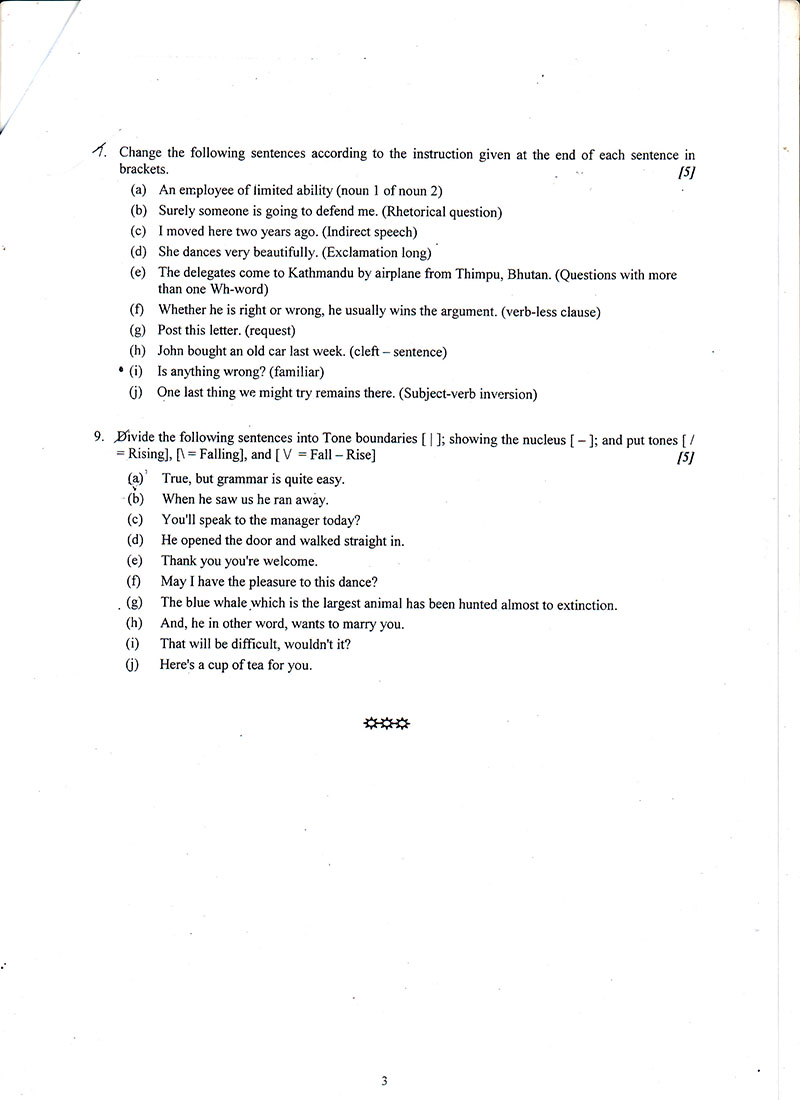 7. Change the following sentences according to the instruction given at the end of each sentence in
brackets. [5]
(a) An employee of limited ability (noun 1 of noun 2)
(b) Surely someone is going to defend me. (Rhetorical question)
(c) I moved here two years ago. (Indirect speech)
(d) She dances very beautifully. (Exclamation long)
(e) The delegates come to Kathmandu by airplane from Thimpu, Bhutan. (Questions with more
than one Wh-word)
(f) Whether he is right or wrong, he usually wins the argument. (verb-less clause)
(g) Post this letter. (request)
(h) John bought an old car last week. (cleft – sentence)
(i) Is anything wrong? (familiar)
(j) One last thing we might try remains there. (Subject-verb inversion)
9. Divide the following sentences into Tone boundaries [ | ]; showing the nucleus [ – ]; and put tones [ /
= Rising], [\ = Falling], and [ \/ = Fall – Rise] [5]
(a) True, but grammar is quite easy.
(b) When he saw us he ran away.
(c) You'll speak to the manager today?
(d) He opened the door and walked straight in.
(e) Thank you you're welcome.
(f) May I have the pleasure to this dance?
(g) The blue whale which is the largest animal has been hunted almost to extinction.
(h) And, he in other word, wants to marry you.
(i) That will be difficult, wouldn't it?
(j) Here's a cup of tea for you.
3